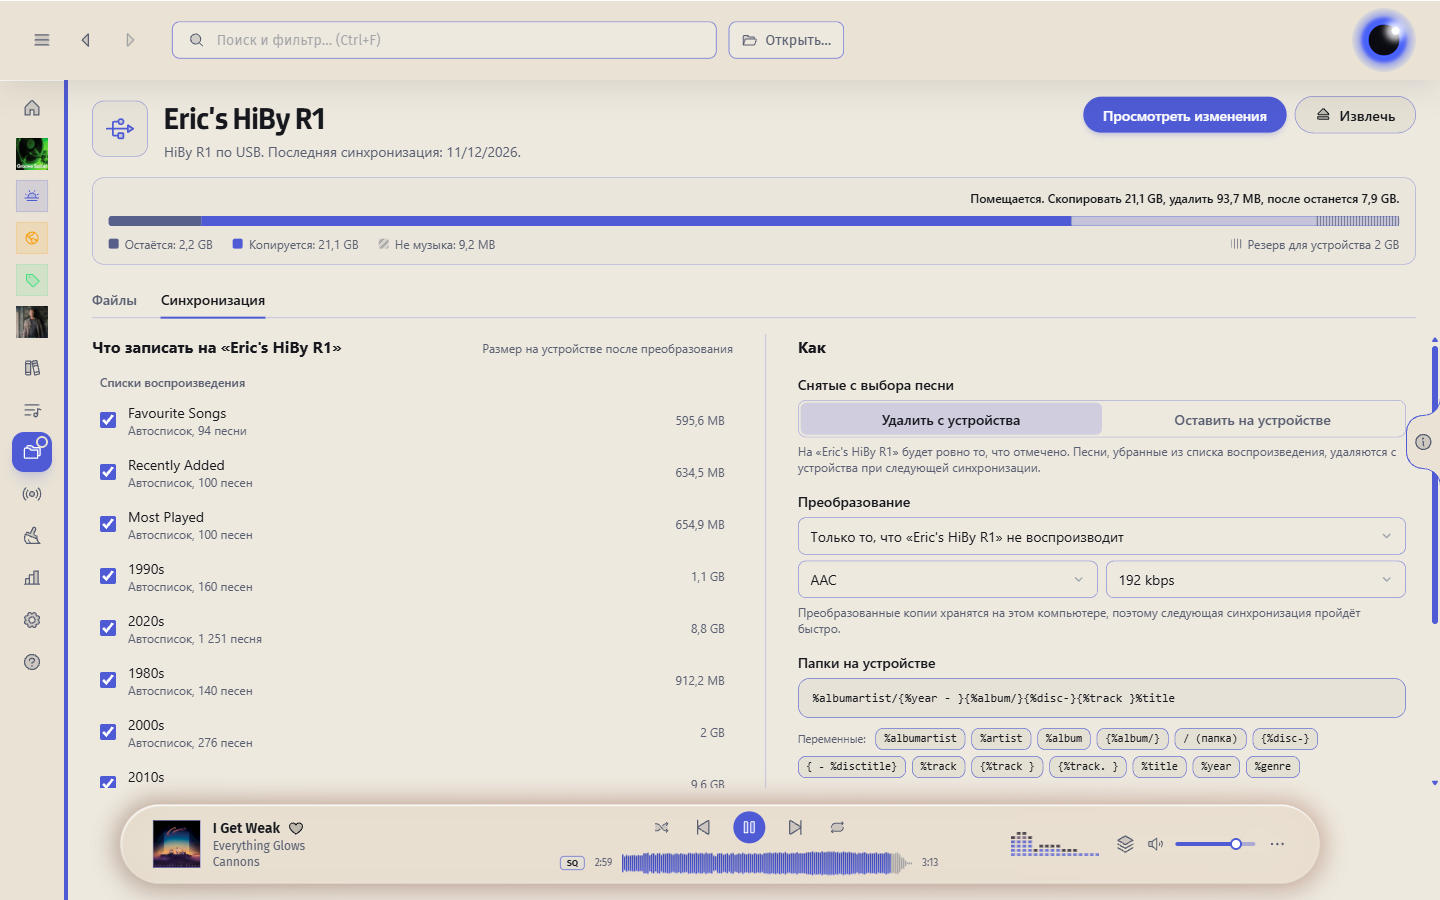 Поиск и фильтр... (Ctrl+F)
Открыть...
Eric's HiBy R1
HiBy R1 по USB. Последняя синхронизация: 11/12/2026.
Просмотреть изменения
Извлечь
Помещается. Скопировать 21,1 GB, удалить 93,7 MB, после останется 7,9 GB.
Остаётся: 2,2 GB
Копируется: 21,1 GB
Не музыка: 9,2 MB
Резерв для устройства 2 GB
Файлы
Синхронизация
Что записать на «Eric's HiBy R1»
Размер на устройстве после преобразования
Списки воспроизведения
Favourite Songs
Автосписок, 94 песни
595,6 MB
Recently Added
Автосписок, 100 песен
634,5 MB
Most Played
Автосписок, 100 песен
654,9 MB
1990s
Автосписок, 160 песен
1,1 GB
2020s
Автосписок, 1 251 песня
8,8 GB
1980s
Автосписок, 140 песен
912,2 MB
2000s
Автосписок, 276 песен
2 GB
2010s
9,6 GB
Как
Снятые с выбора песни
Удалить с устройства
Оставить на устройстве
На «Eric's HiBy R1» будет ровно то, что отмечено. Песни, убранные из списка воспроизведения, удаляются с
устройства при следующей синхронизации.
Преобразование
Только то, что «Eric's HiBy R1» не воспроизводит
AAC
192 kbps
Преобразованные копии хранятся на этом компьютере, поэтому следующая синхронизация пройдёт
быстро.
Папки на устройстве
%albumartist/{%year - }{%album/}{%disc-}{%track }%title
Переменные:
%albumartist
%artist
%album
{%album/}
/ (папка)
{%disc-}
{ - %disctitle}
%track
{%track }
{%track. }
%title
%year
%genre
I Get Weak
Everything Glows
Cannons
SQ
2:59
3:13